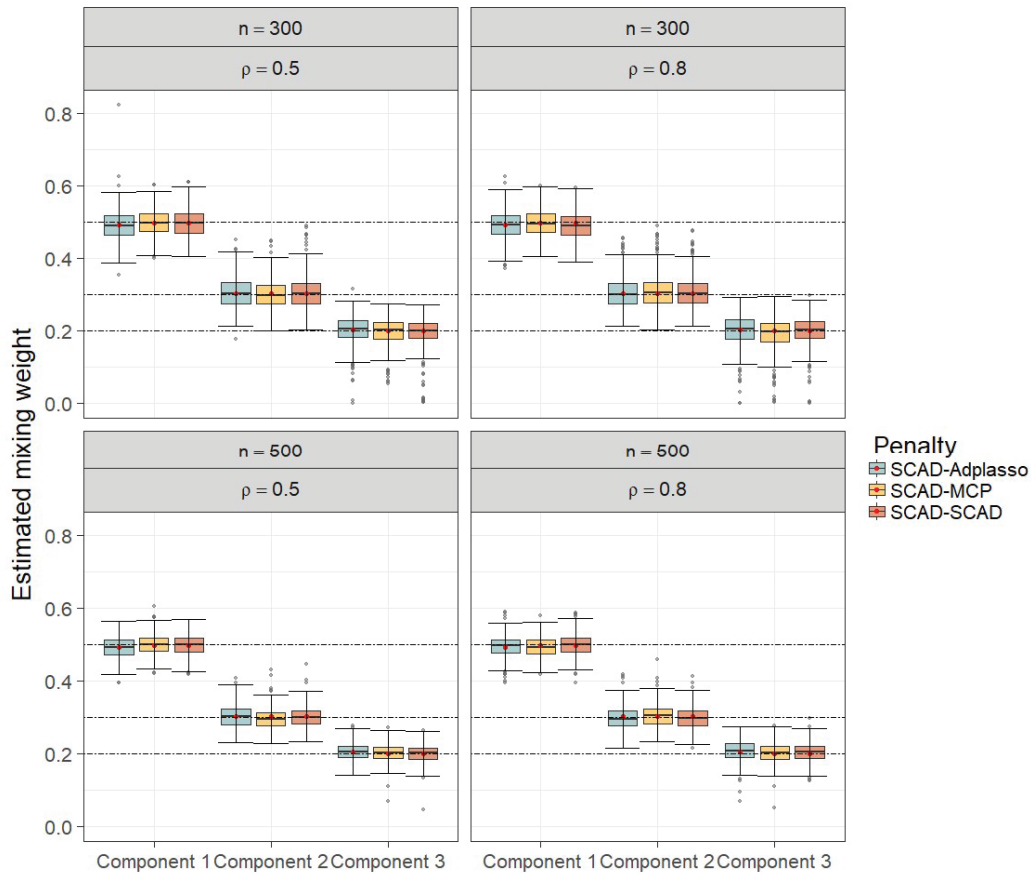 n = 300
n = 300
ρ = 0.5
ρ = 0.8
0.8
0.6
0.4
0.2
0.0
n = 500
n = 500
ρ = 0.5
ρ = 0.8
0.8
0.6
0.4
0.2
0.0
Estimated mixing weight
Component 1 Component 2 Component 3
Component 1 Component 2 Component 3
Penalty
SCAD-Adplasso
SCAD-MCP
SCAD-SCAD